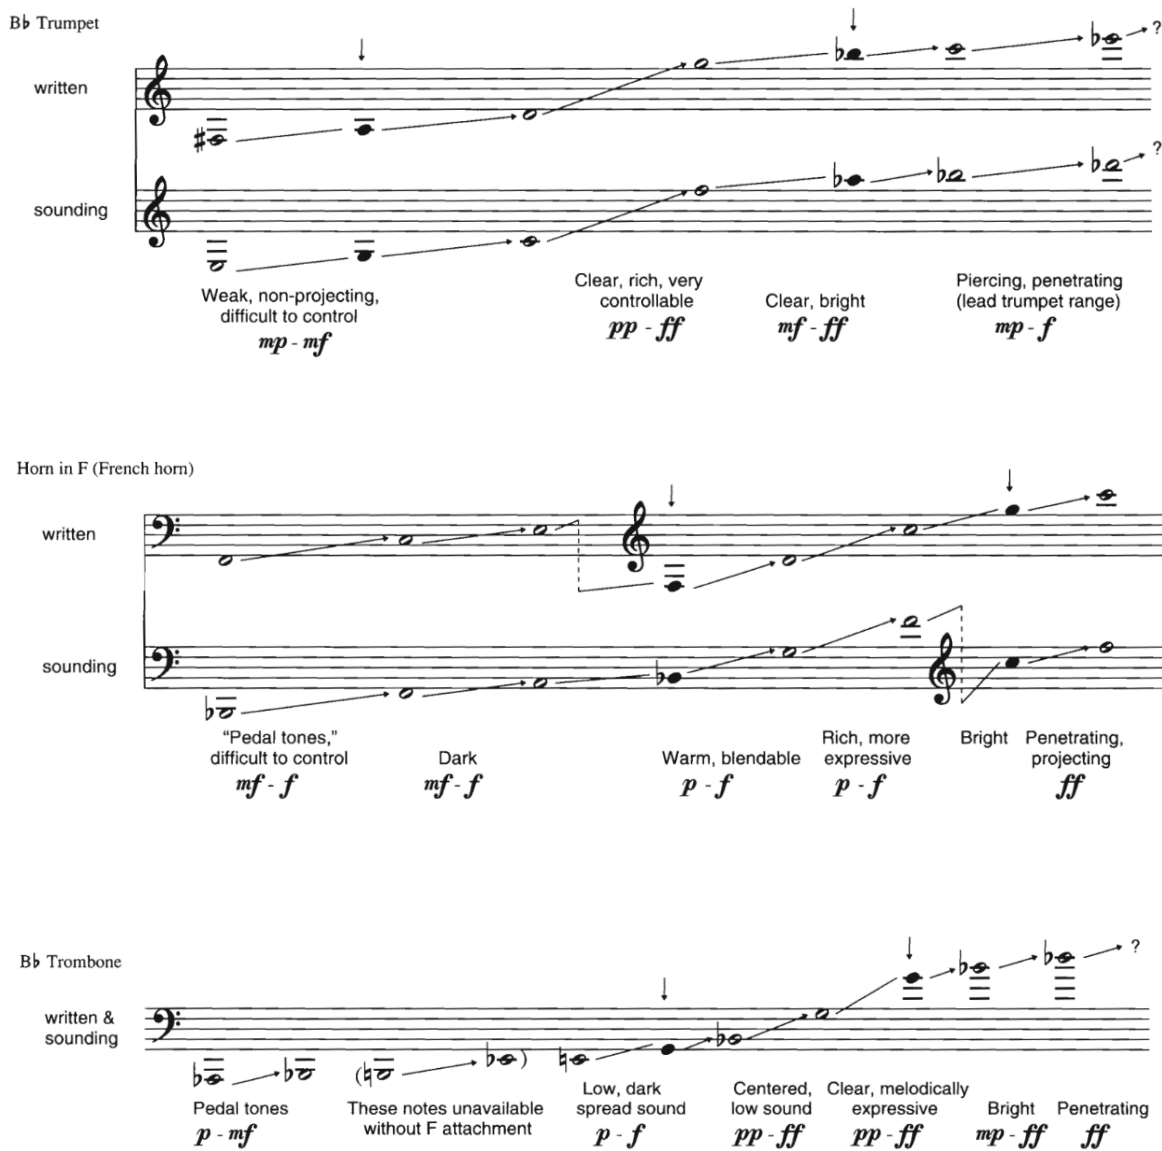 B♭ Trumpet
written
?
sounding
?
Weak, non-projecting,
difficult to control
mp - mf
Clear, rich, very
controllable
pp - ff
Clear, bright
mf - ff
Piercing, penetrating
(lead trumpet range)
mp - f
Horn in F (French horn)
written
sounding
“Pedal tones,”
difficult to control
mf - f
Dark
mf - f
Warm, blendable
p - f
Rich, more
expressive
p - f
Bright
Penetrating,
projecting
ff
B♭ Trombone
written &
sounding
?
Pedal tones
p - mf
These notes unavailable
without F attachment
Low, dark
spread sound
p - f
Centered,
low sound
pp - ff
Clear, melodically
expressive
pp - ff
Bright
mp - ff
Penetrating
ff